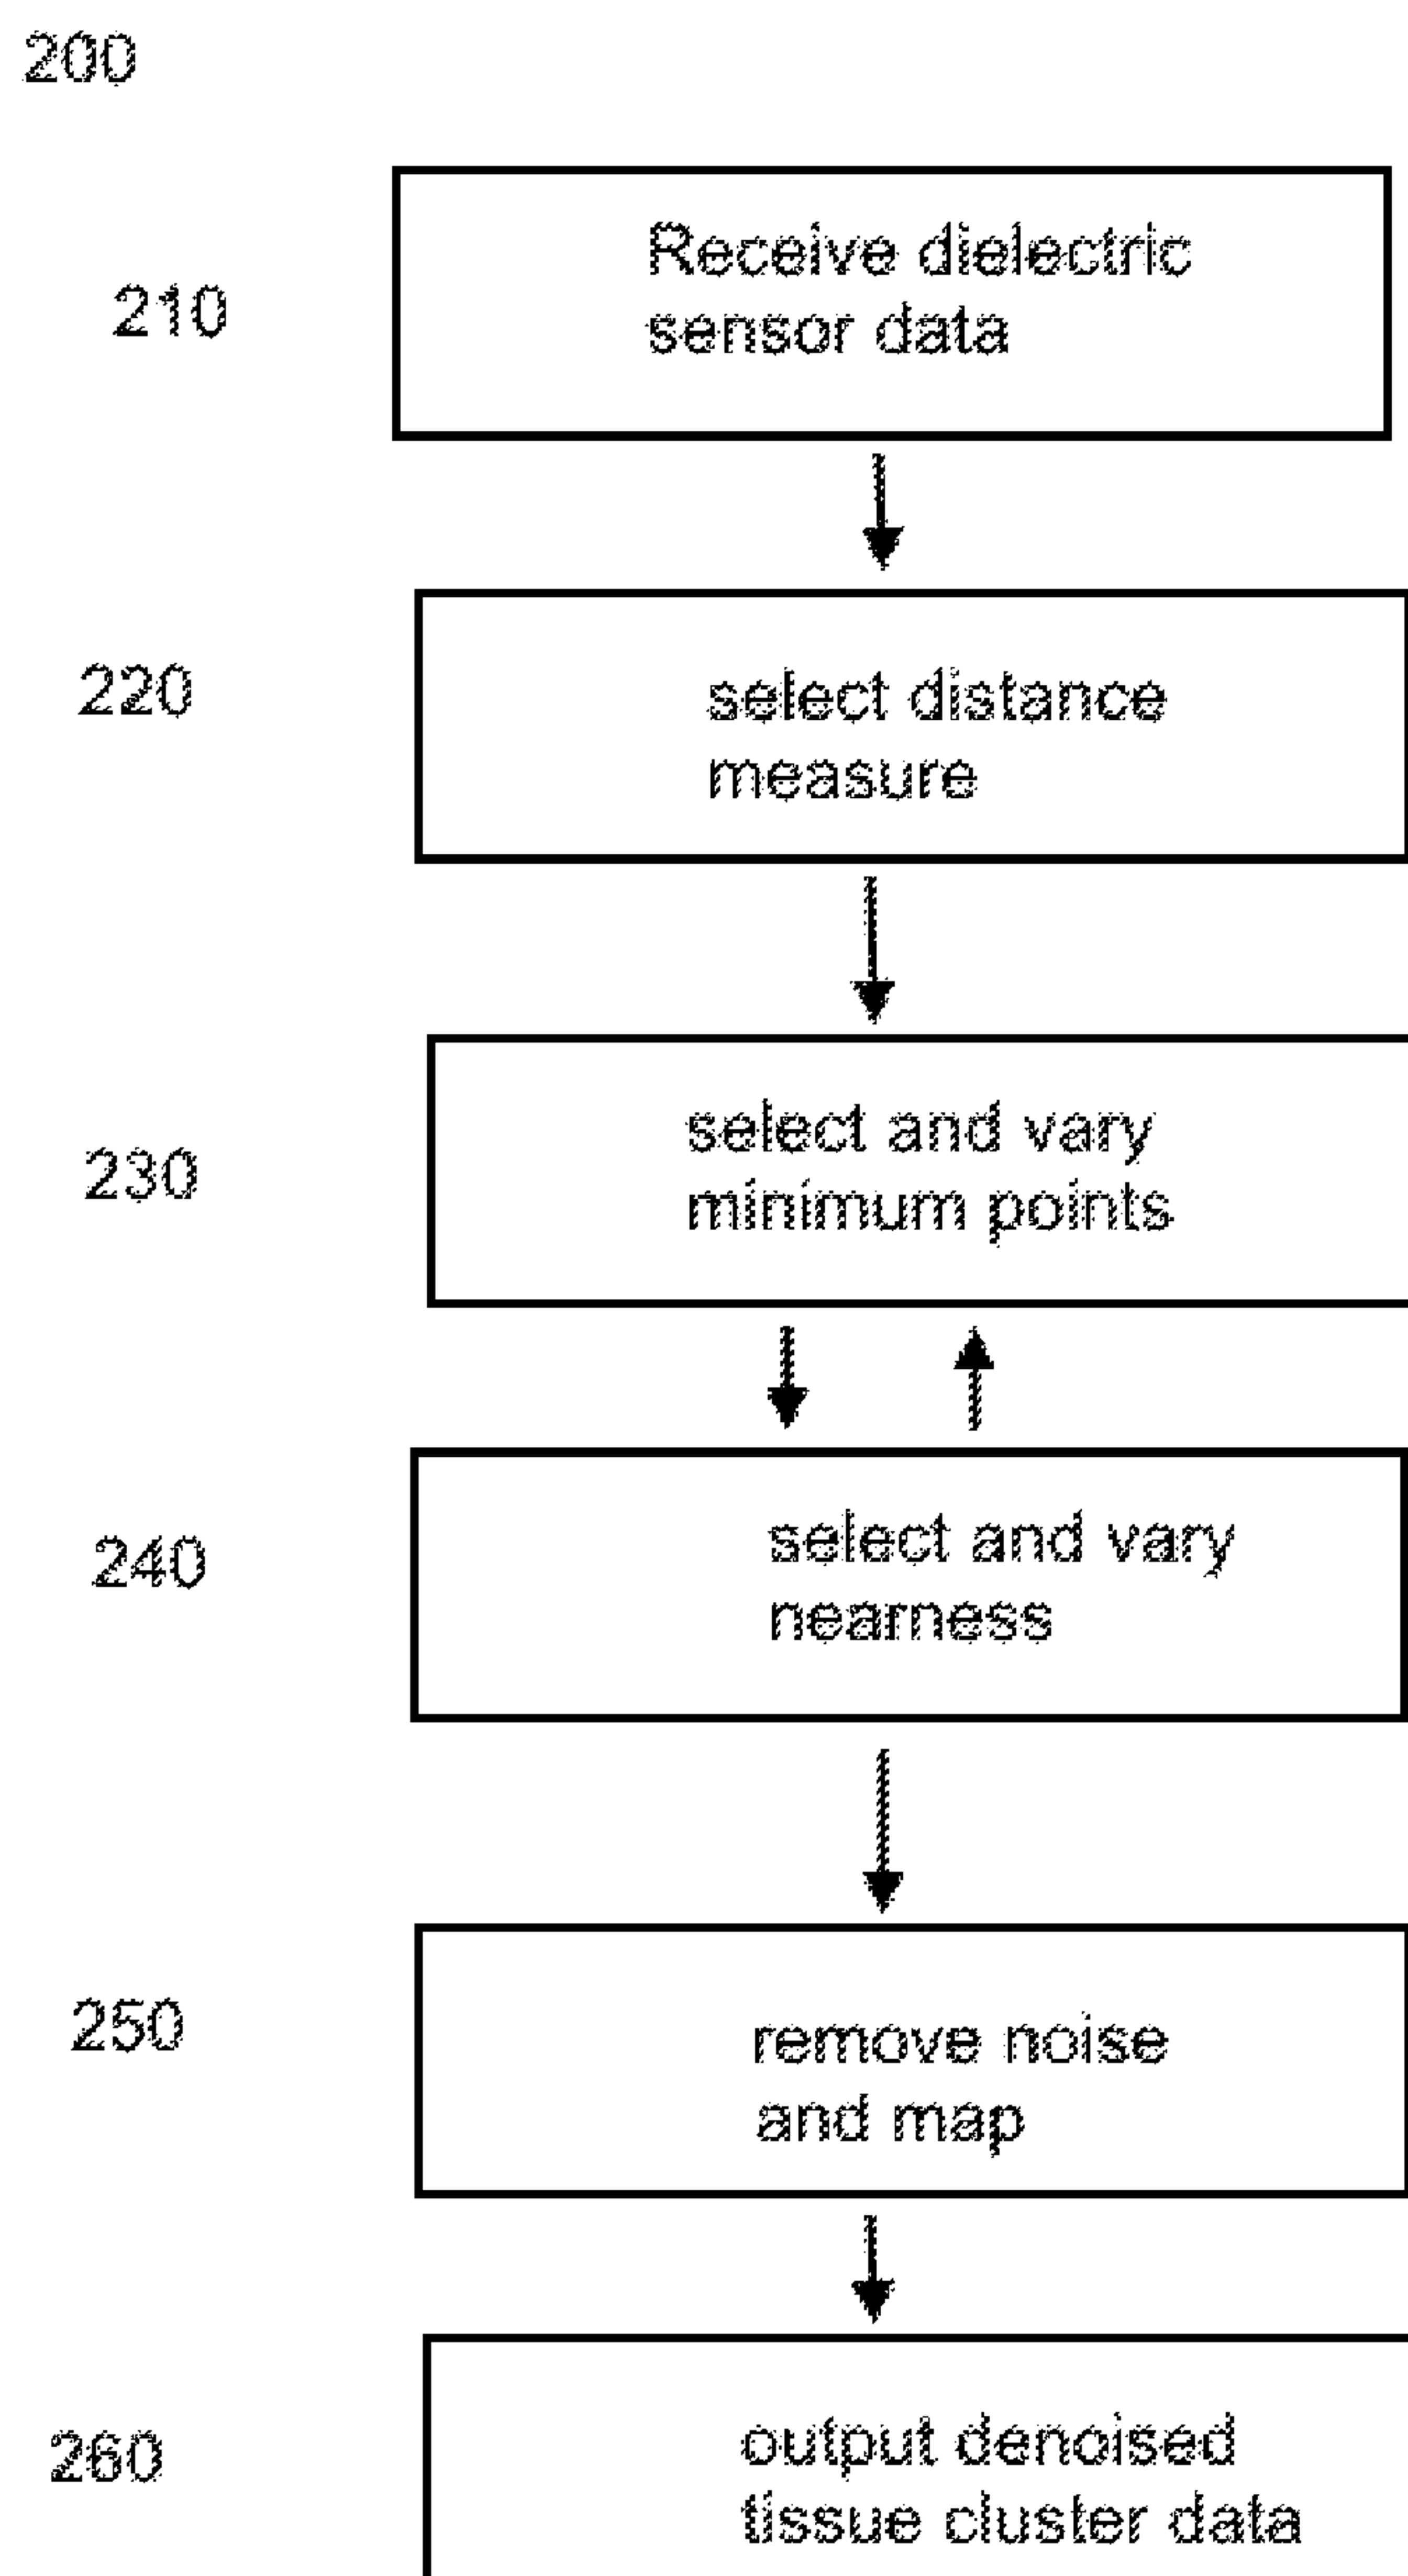 200
210
Receive dielectric
sensor data
220
select distance
measure
230
select and vary
minimum points
240
select and vary
nearness
250
remove noise
and map
260
output denoised
tissue cluster data